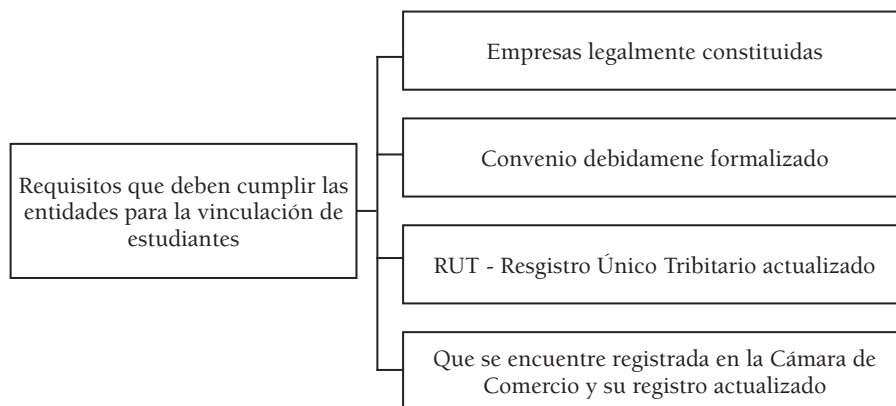 Requisitos que deben cumplir las
entidades para la vinculación de
estudiantes
Empresas legalmente constituidas
Convenio debidamene formalizado
RUT - Resgistro Único Tribitario actualizado
Que se encuentre registrada en la Cámara de
Comercio y su registro actualizado